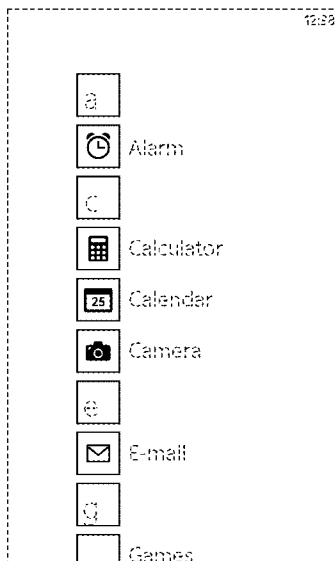 12:38
a
Alarm
c
Calculator
25
Calendar
Camera
e
E-mail
g
Games